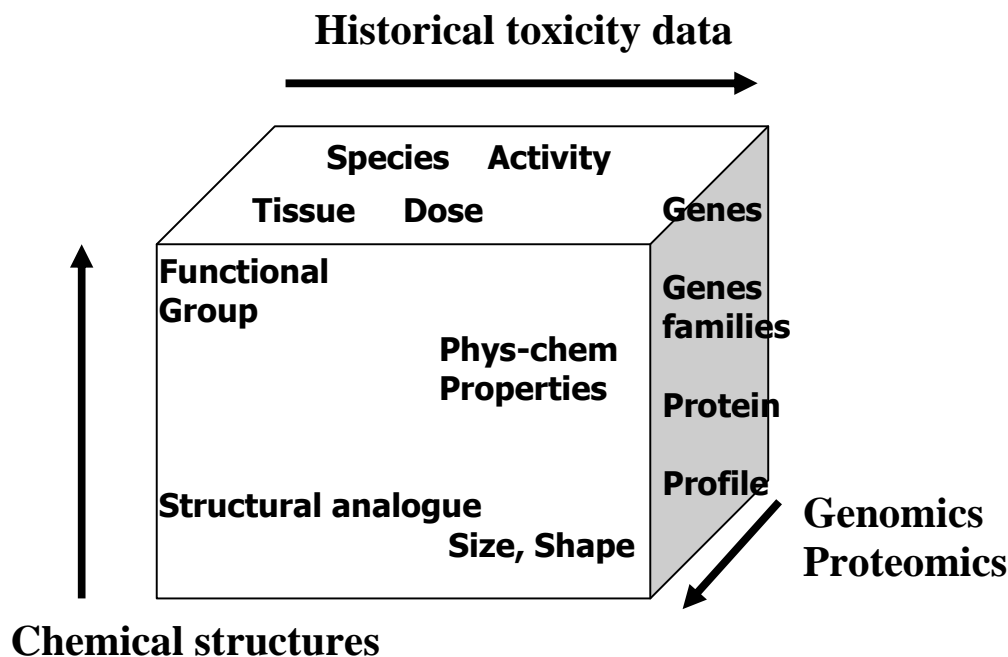 Historical toxicity data
Species Activity
Tissue Dose
Genes
Functional
Group
Genes
families
Phys-chem
Properties
Protein
Profile
Structural analogue
Size, Shape
Genomics
Proteomics
Chemical structures